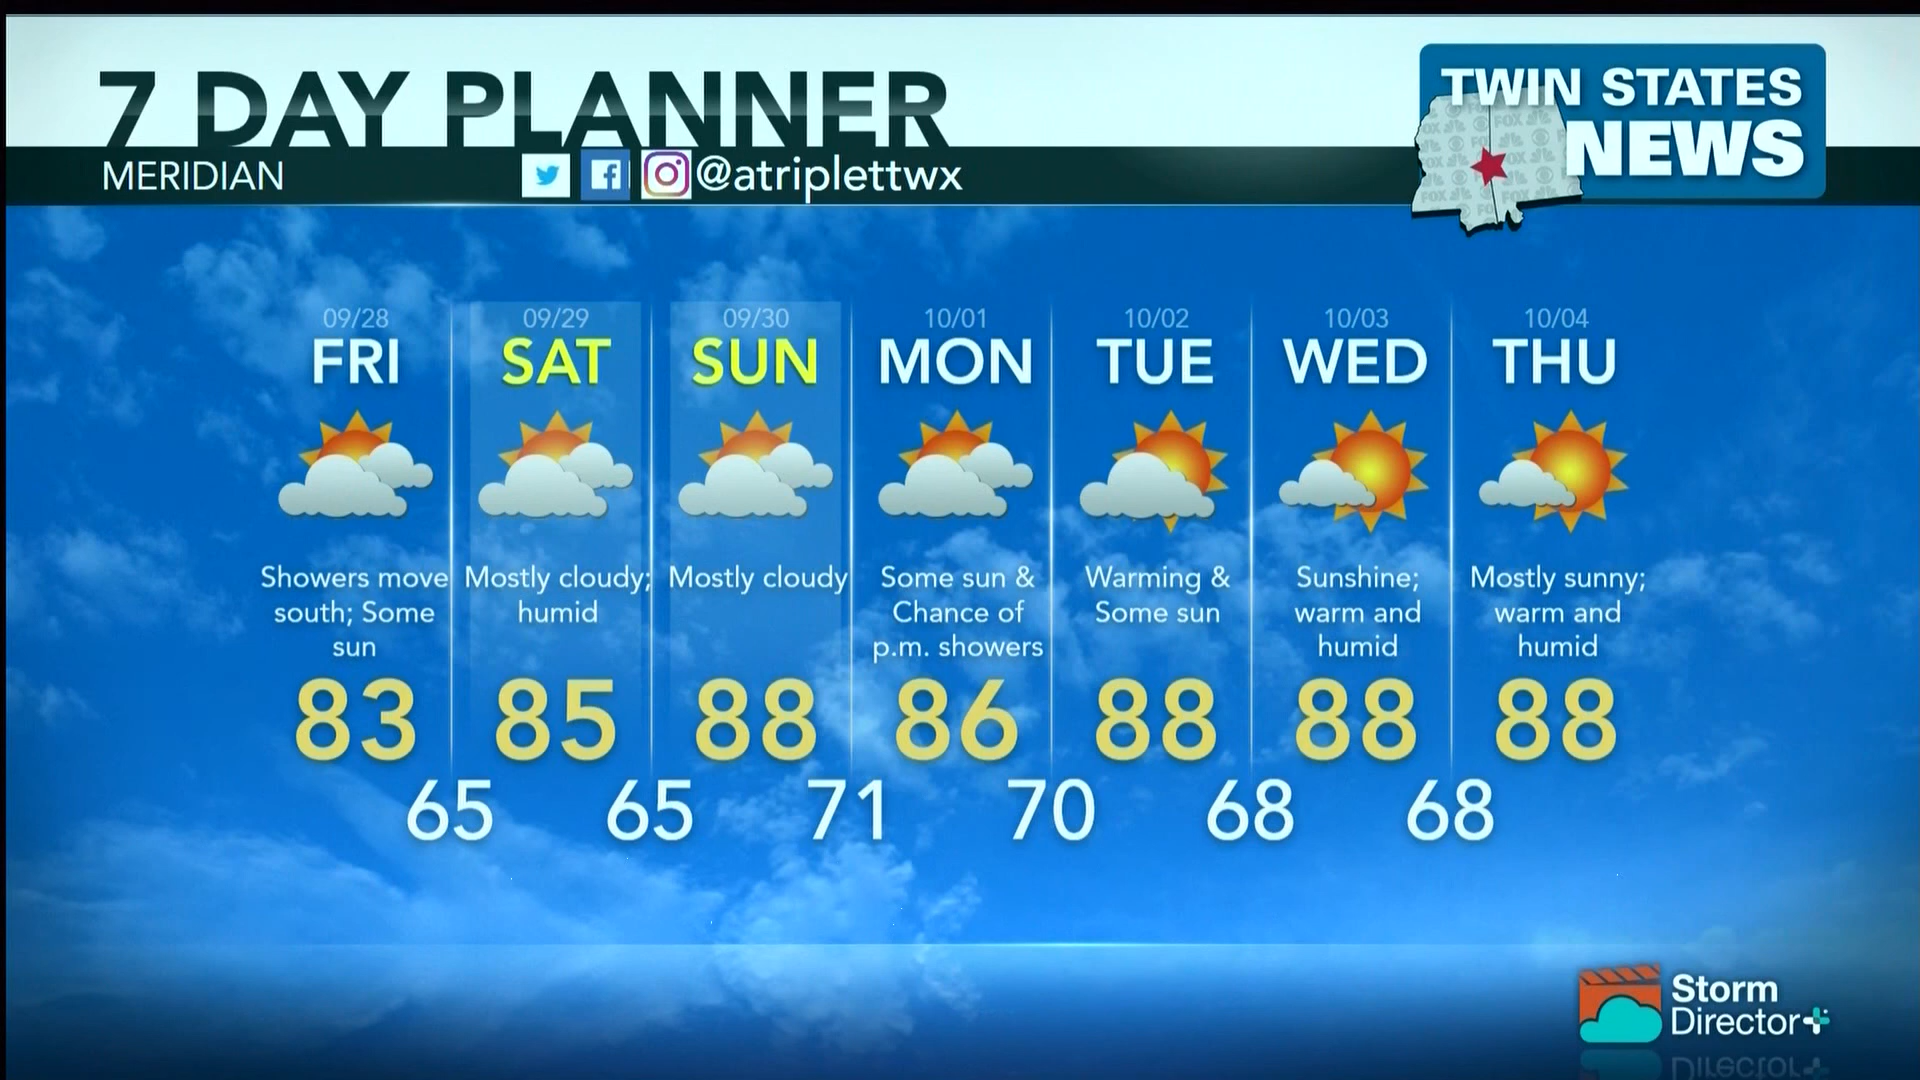 7 DAY PLANNER
MERIDIAN
@atriplettwx
TWIN STATES
NEWS
09/28
FRI
Showers move
south; Some
sun
83
09/29
SAT
Mostly cloudy;
humid
85
09/30
SUN
Mostly cloudy
88
10/01
MON
Some sun &
Chance of
p.m. showers
86
10/02
TUE
Warming &
Some sun
88
10/03
WED
Sunshine;
warm and
humid
88
10/04
THU
Mostly sunny;
warm and
humid
88
65 65 71 70 68 68
Storm
Director+